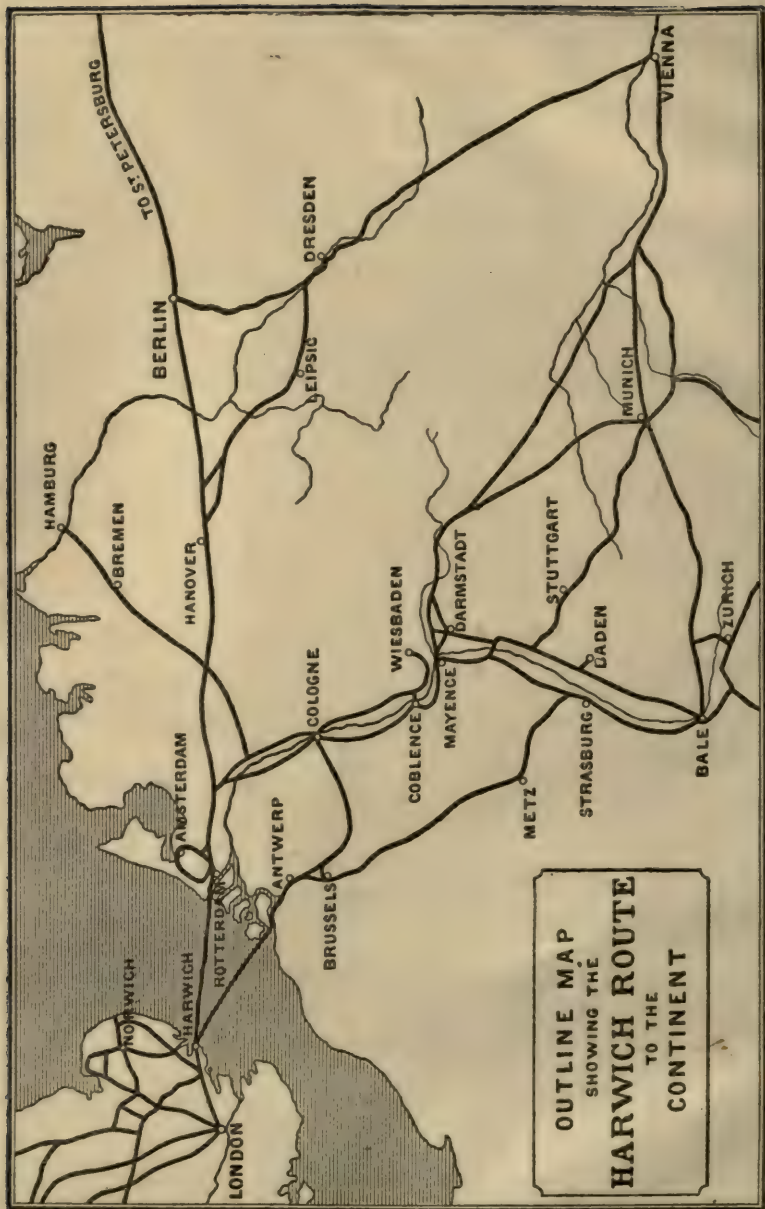 OUTLINE MAP
SHOWING THE
HARWICH ROUTE
TO THE
CONTINENT
LONDON
NORWICH
HARWICH
ROTTERDAM
AMSTERDAM
ANTWERP
BRUSSELS
HAMBURG
BREMEN
HANOVER
BERLIN
TO ST. PETERSBURG
LEIPSIC
DRESDEN
COLOGNE
COBLENCE
WIESBADEN
MAYENCE
DARMSTADT
METZ
STRASBURG
BADEN
STUTTGART
MUNICH
BALE
ZURICH
VIENNA